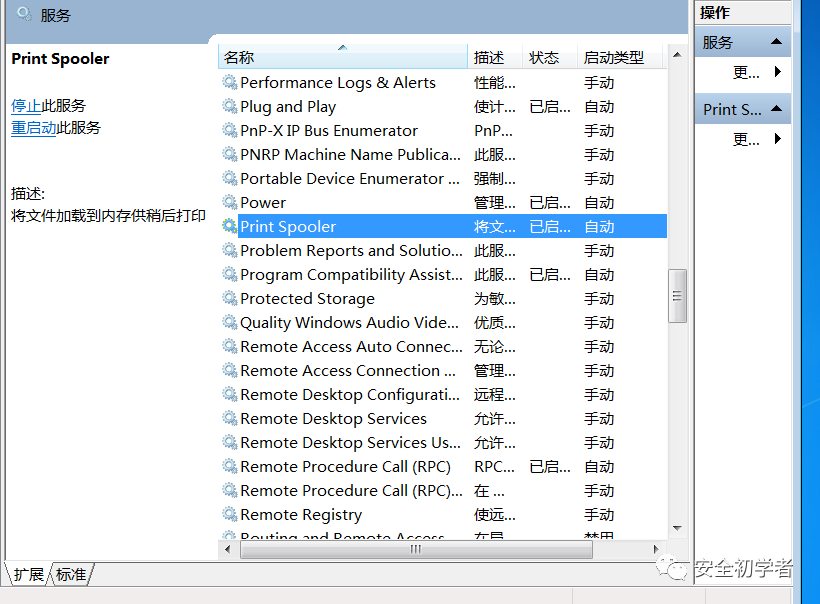 服务
Print Spooler
停止此服务
重启动此服务
描述:
将文件加载到内存供稍后打印
名称 描述 状态 启动类型
Performance Logs & Alerts 性能... 手动
Plug and Play 使计... 已启... 自动
PnP-X IP Bus Enumerator PnP... 手动
PNRP Machine Name Publica... 此服... 手动
Portable Device Enumerator ... 强制... 手动
Power 管理... 已启... 自动
Print Spooler 将文... 已启... 自动
Problem Reports and Solutio... 此服... 手动
Program Compatibility Assist... 此服... 已启... 自动
Protected Storage 为敏... 手动
Quality Windows Audio Vide... 优质... 手动
Remote Access Auto Connec... 无论... 手动
Remote Access Connection ... 管理... 手动
Remote Desktop Configurati... 远程... 手动
Remote Desktop Services 允许... 手动
Remote Desktop Services Us... 允许... 手动
Remote Procedure Call (RPC) RPC... 已启... 自动
Remote Procedure Call (RPC)... 在 ... 手动
Remote Registry 使远... 手动
Routing and Remote Access 在局... 禁用
扩展 标准
操作
服务
更...
Print S...
更...
安全初学者